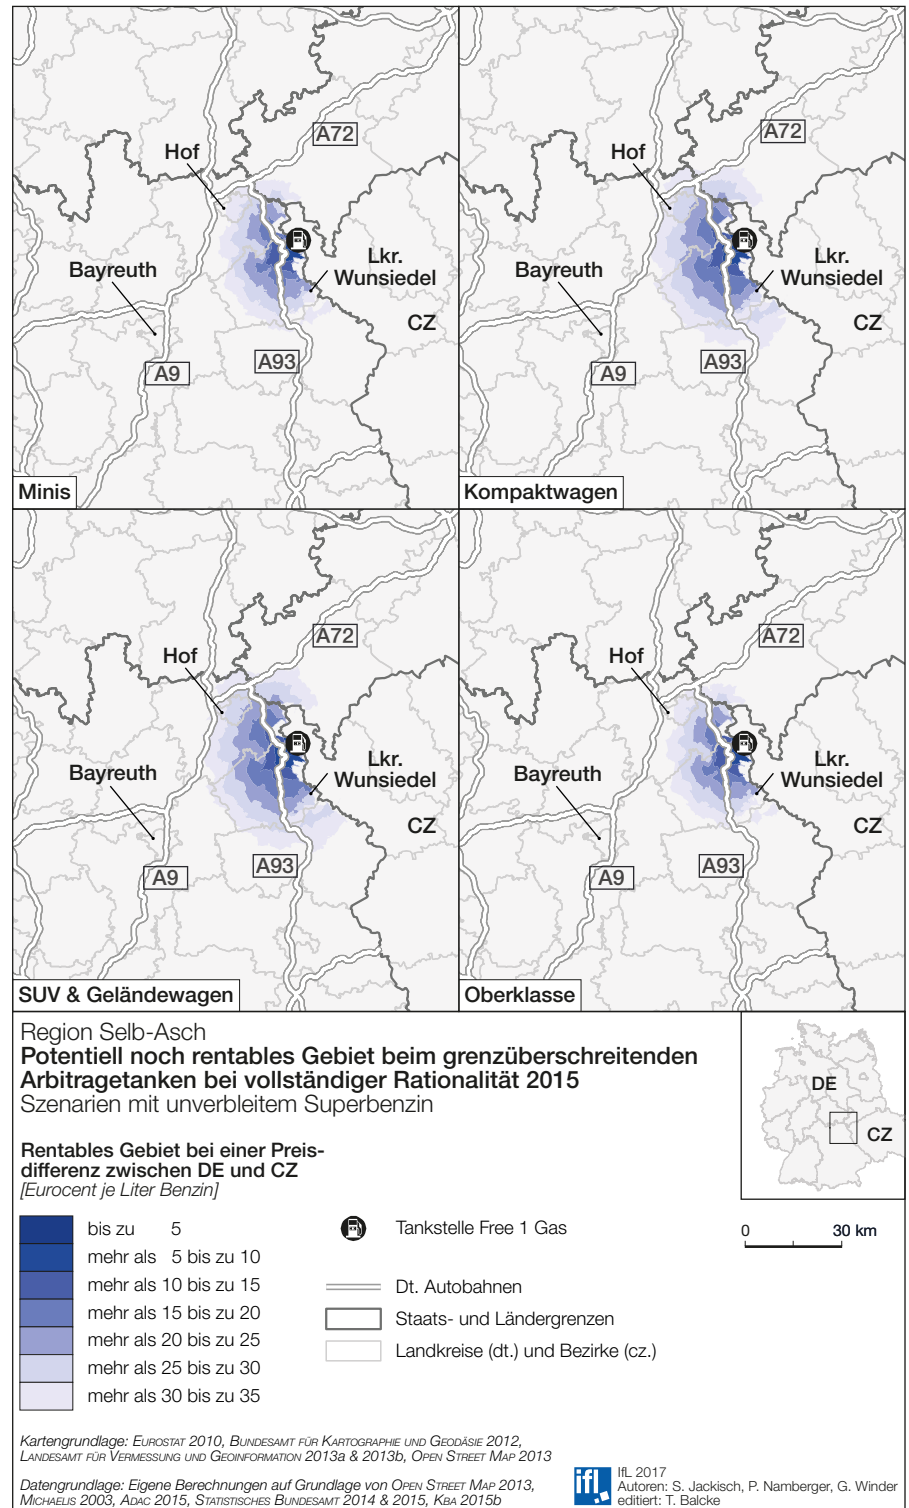 A72
Hof
Bayreuth
Lkr.
Wunsiedel
CZ
A9
A93
Minis
A72
Hof
Bayreuth
Lkr.
Wunsiedel
CZ
A9
A93
Kompaktwagen
A72
Hof
Bayreuth
Lkr.
Wunsiedel
CZ
A9
A93
SUV & Geländewagen
A72
Hof
Bayreuth
Lkr.
Wunsiedel
CZ
A9
A93
Oberklasse
Region Selb-Asch
Potentiell noch rentables Gebiet beim grenzüberschreitenden
Arbitragetanken bei vollständiger Rationalität 2015
Szenarien mit unverbleitem Superbenzin
DE
CZ
Rentables Gebiet bei einer Preis-
differenz zwischen DE und CZ
[Eurocent je Liter Benzin]
bis zu 5
mehr als 5 bis zu 10
mehr als 10 bis zu 15
mehr als 15 bis zu 20
mehr als 20 bis zu 25
mehr als 25 bis zu 30
mehr als 30 bis zu 35
Tankstelle Free 1 Gas
Dt. Autobahnen
Staats- und Ländergrenzen
Landkreise (dt.) und Bezirke (cz.)
0 30 km
Kartengrundlage: Eurostat 2010, Bundesamt für Kartographie und Geodäsie 2012,
Landesamt für Vermessung und Geoinformation 2013a & 2013b, Open Street Map 2013
Datengrundlage: Eigene Berechnungen auf Grundlage von Open Street Map 2013,
Michaelis 2003, Adac 2015, Statistisches Bundesamt 2014 & 2015, Kba 2015b
ifl
IfL 2017
Autoren: S. Jackisch, P. Namberger, G. Winder
editiert: T. Balcke